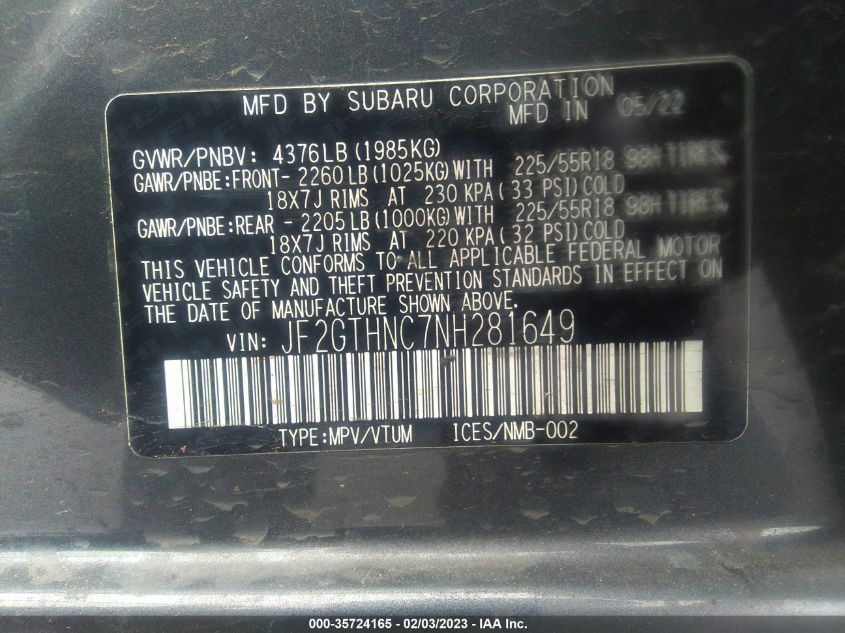 MFD BY SUBARU CORPORATION
MFD IN 05/22
GVWR/PNBV: 4376LB(1985KG)
GAWR/PNBE:FRONT- 2260LB(1025KG)WITH 225/55R18 98H TIRES,
18X7J RIMS AT 230 KPA(33 PSI)COLD
GAWR/PNBE:REAR - 2205LB(1000KG)WITH 225/55R18 98H TIRES,
18X7J RIMS AT 220 KPA(32 PSI)COLD
THIS VEHICLE CONFORMS TO ALL APPLICABLE FEDERAL MOTOR
VEHICLE SAFETY AND THEFT PREVENTION STANDARDS IN EFFECT ON
THE DATE OF MANUFACTURE SHOWN ABOVE.
VIN: JF2GTHNC7NH281649
TYPE:MPV/VTUM ICES/NMB-002
000-35724165 - 02/03/2023 - IAA Inc.